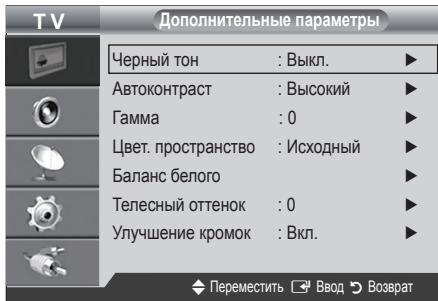 TV
Дополнительные параметры
Черный тон : Выкл.
Автоконтраст : Высокий
Гамма : 0
Цвет. пространство : Исходный
Баланс белого
Телесный оттенок : 0
Улучшение кромок : Вкл.
Переместить Ввод Возврат